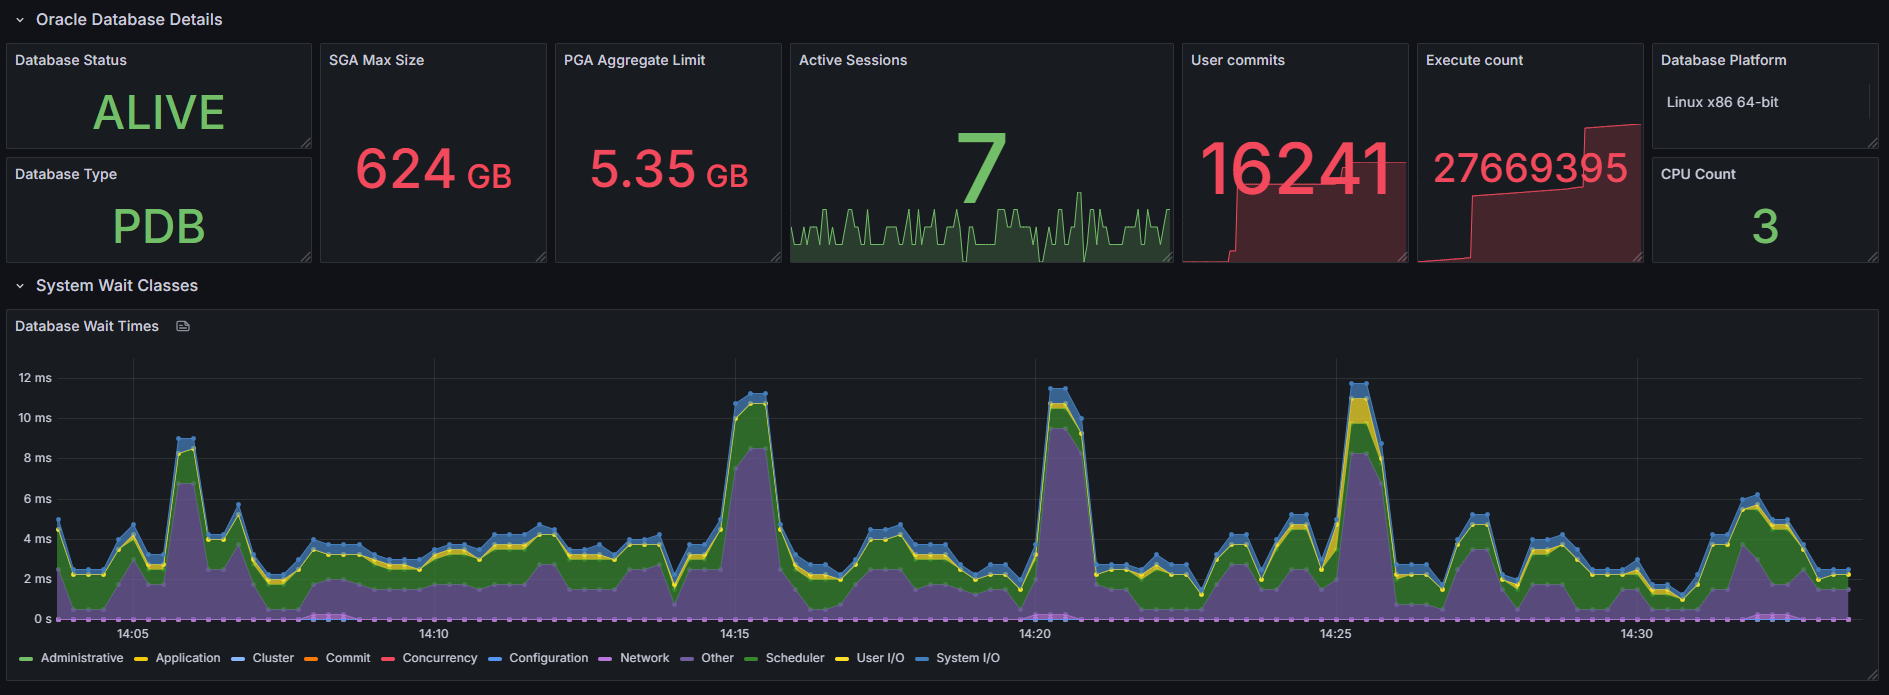 Oracle Database Details
Database Status
ALIVE
Database Type
PDB
SGA Max Size
624 GB
PGA Aggregate Limit
5.35 GB
Active Sessions
7
User commits
16241
Execute count
27669395
Database Platform
Linux x86 64-bit
CPU Count
3
System Wait Classes
Database Wait Times
12 ms
10 ms
8 ms
6 ms
4 ms
2 ms
0 s
14:05 14:10 14:15 14:20 14:25 14:30
Administrative Application Cluster Commit Concurrency Configuration Network Other Scheduler User I/O System I/O